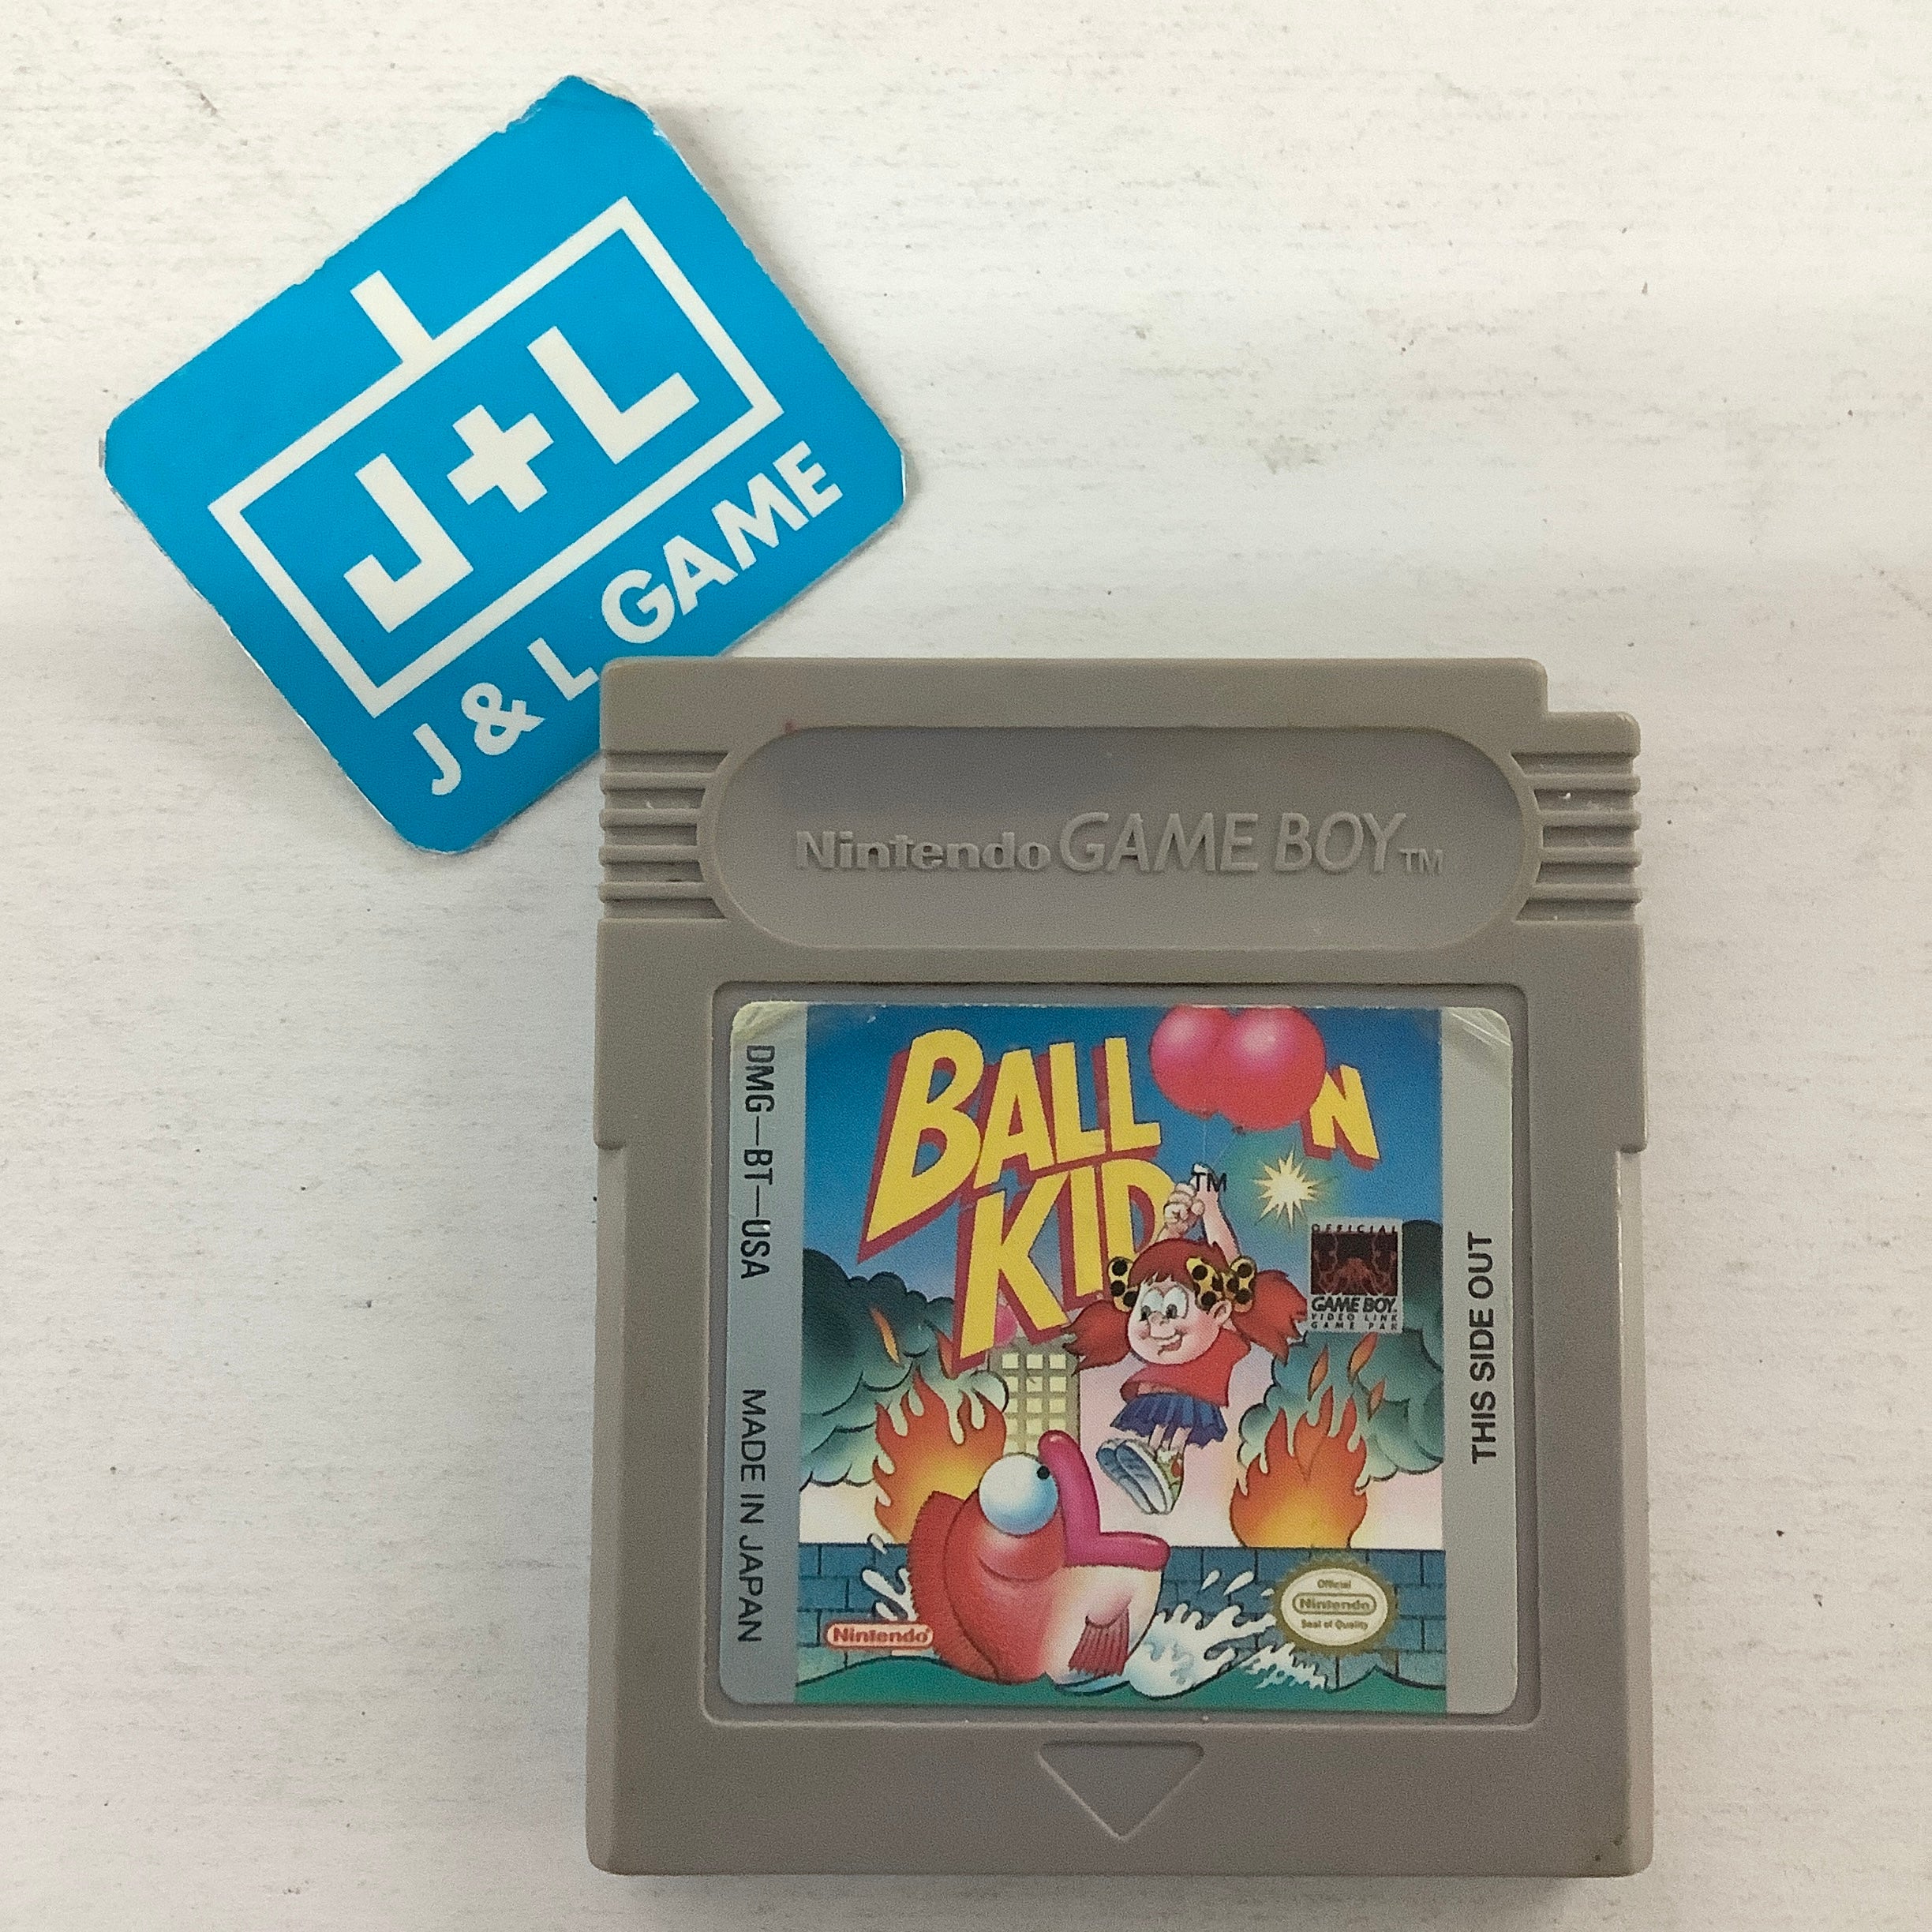 J+L
J & L GAME
Nintendo GAME BOY TM
DMG-BT-USA MADE IN JAPAN
BALL N
KID TM
OFFICIAL
GAME BOY
VIDEO LINK
GAME PAK
THIS SIDE OUT
Nintendo
Official
Nintendo
Seal of Quality